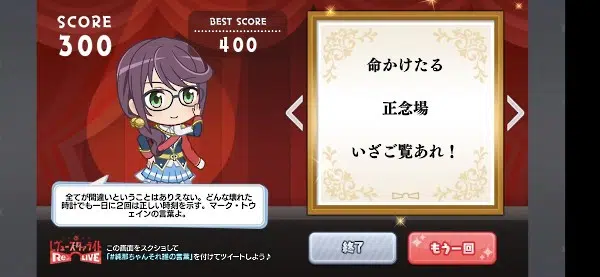 SCORE
300
BEST SCORE
400
命かけたる
正念場
いざご覧あれ！
全てが間違いということはありえない。どんな壊れた
時計でも一日に2回は正しい時刻を示す。マーク・トウ
ェインの言葉よ。
少女☆歌劇
レヴュースタァライト
Re LIVE
この画面をスクショして
「#純那ちゃんそれ誰の言葉」を付けてツイートしよう♪
終了
もう一回